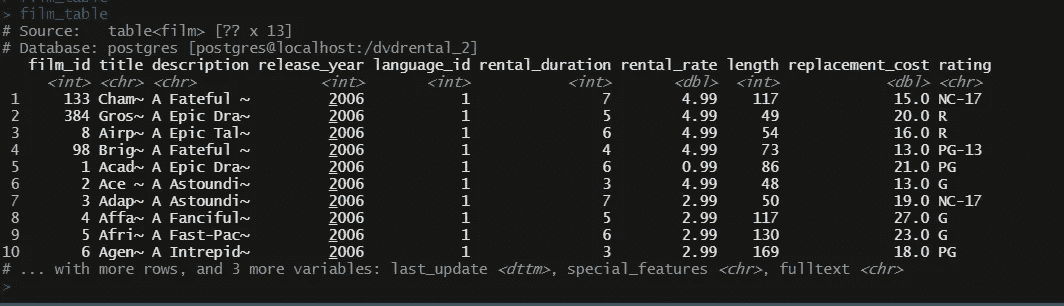 > film_table
> film_table
# Source:   table<film> [?? x 13]
# Database: postgres [postgres@localhost:/dvdrental_2]
   film_id title description release_year language_id rental_duration rental_rate length replacement_cost rating
     <int> <chr> <chr>              <int>       <int>           <int>       <dbl>  <int>            <dbl> <chr>
 1     133 Cham~ A Fateful ~         2006           1               7        4.99    117             15.0 NC-17
 2     384 Gros~ A Epic Dra~         2006           1               5        4.99     49             20.0 R
 3       8 Airp~ A Epic Tal~         2006           1               6        4.99     54             16.0 R
 4      98 Brig~ A Fateful ~         2006           1               4        4.99     73             13.0 PG-13
 5       1 Acad~ A Epic Dra~         2006           1               6        0.99     86             21.0 PG
 6       2 Ace ~ A Astoundi~         2006           1               3        4.99     48             13.0 G
 7       3 Adap~ A Astoundi~         2006           1               7        2.99     50             19.0 NC-17
 8       4 Affa~ A Fanciful~         2006           1               5        2.99    117             27.0 G
 9       5 Afri~ A Fast-Pac~         2006           1               6        2.99    130             23.0 G
10       6 Agen~ A Intrepid~         2006           1               3        2.99    169             18.0 PG
# ... with more rows, and 3 more variables: last_update <dttm>, special_features <chr>, fulltext <chr>
>